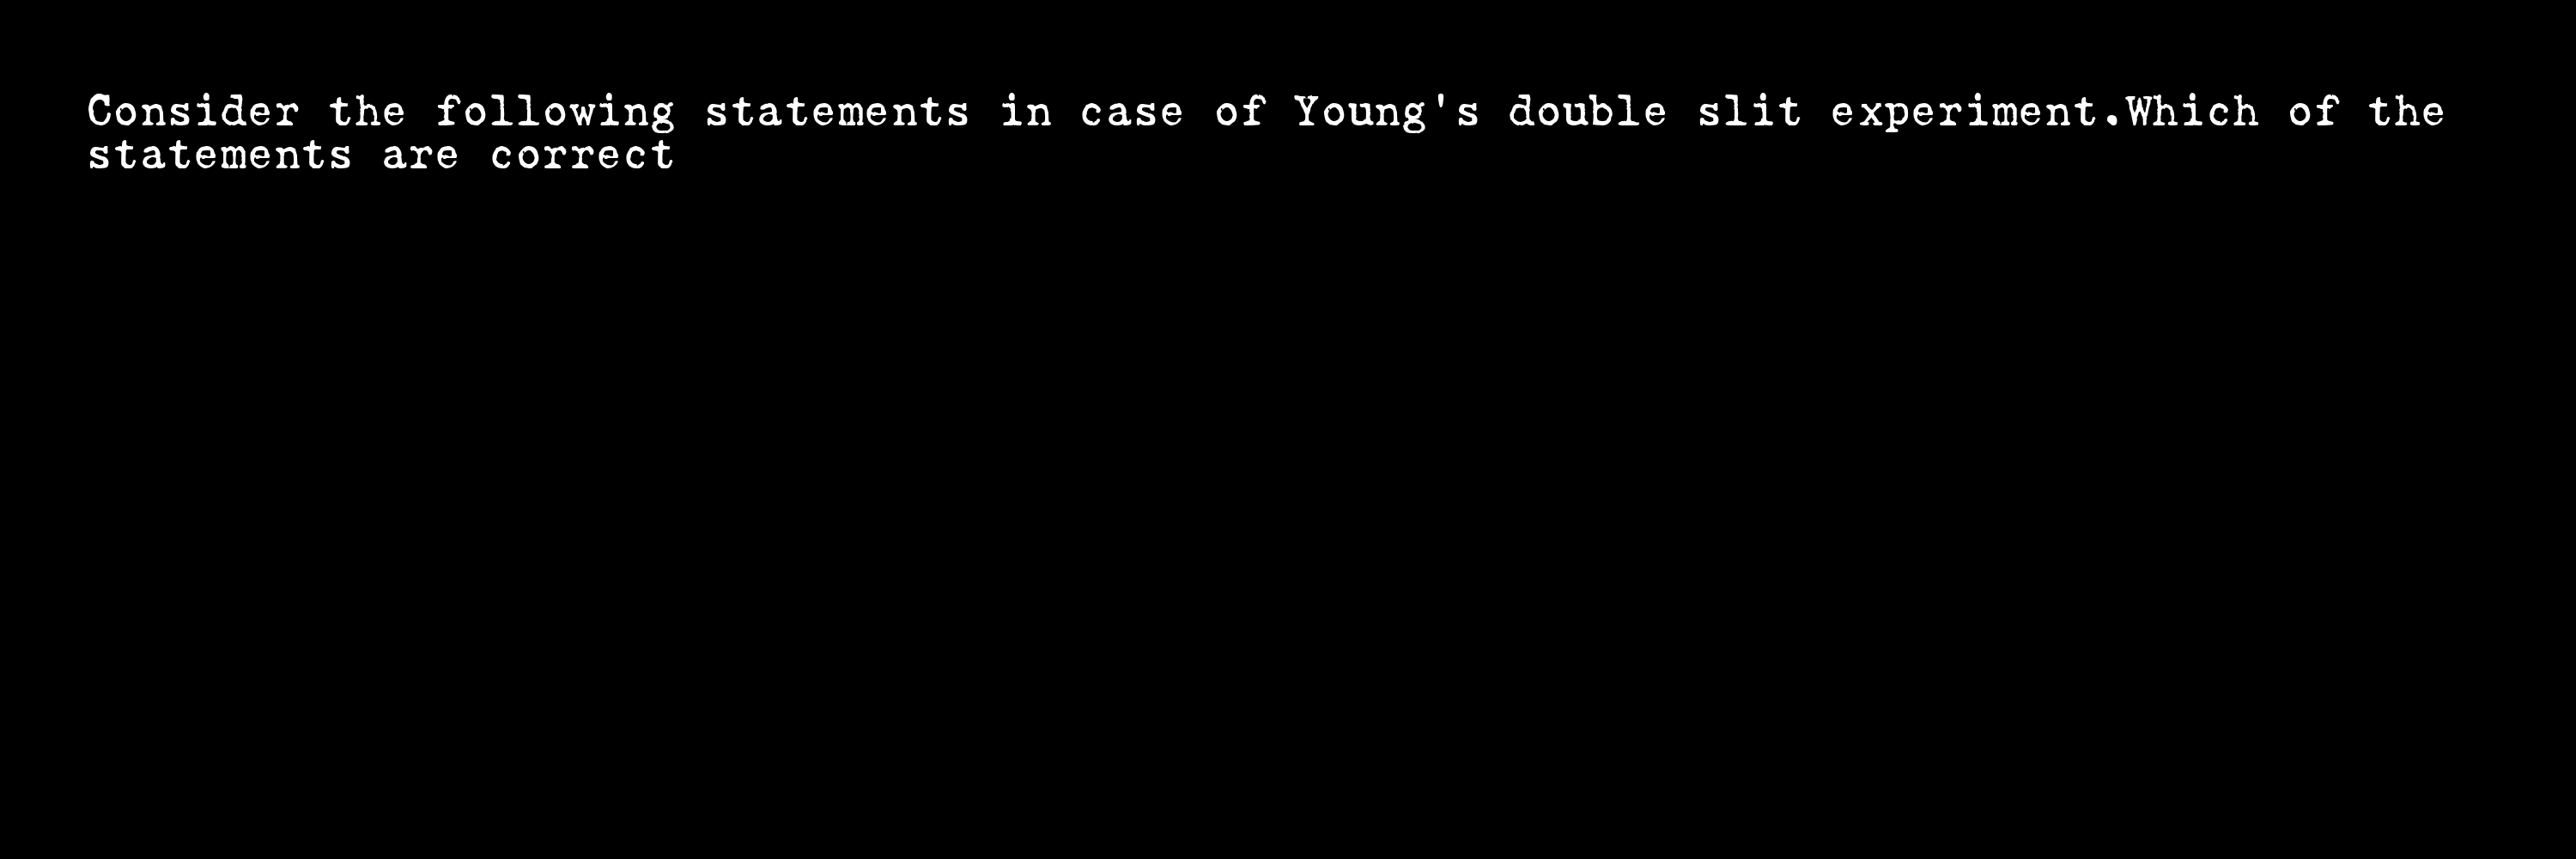 Consider the following statements in case of Young's double slit experiment.Which of the
statements are correct